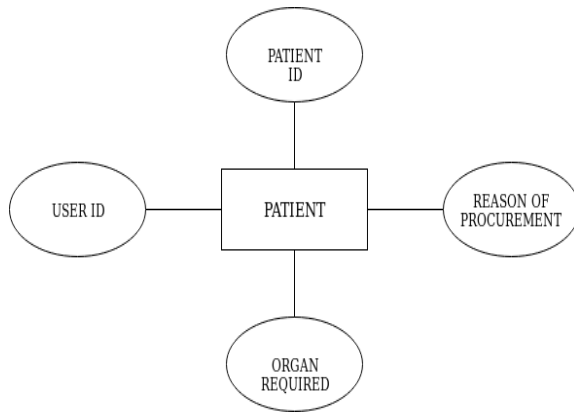 PATIENT
ID
USER ID
PATIENT
REASON OF
PROCUREMENT
ORGAN
REQUIRED